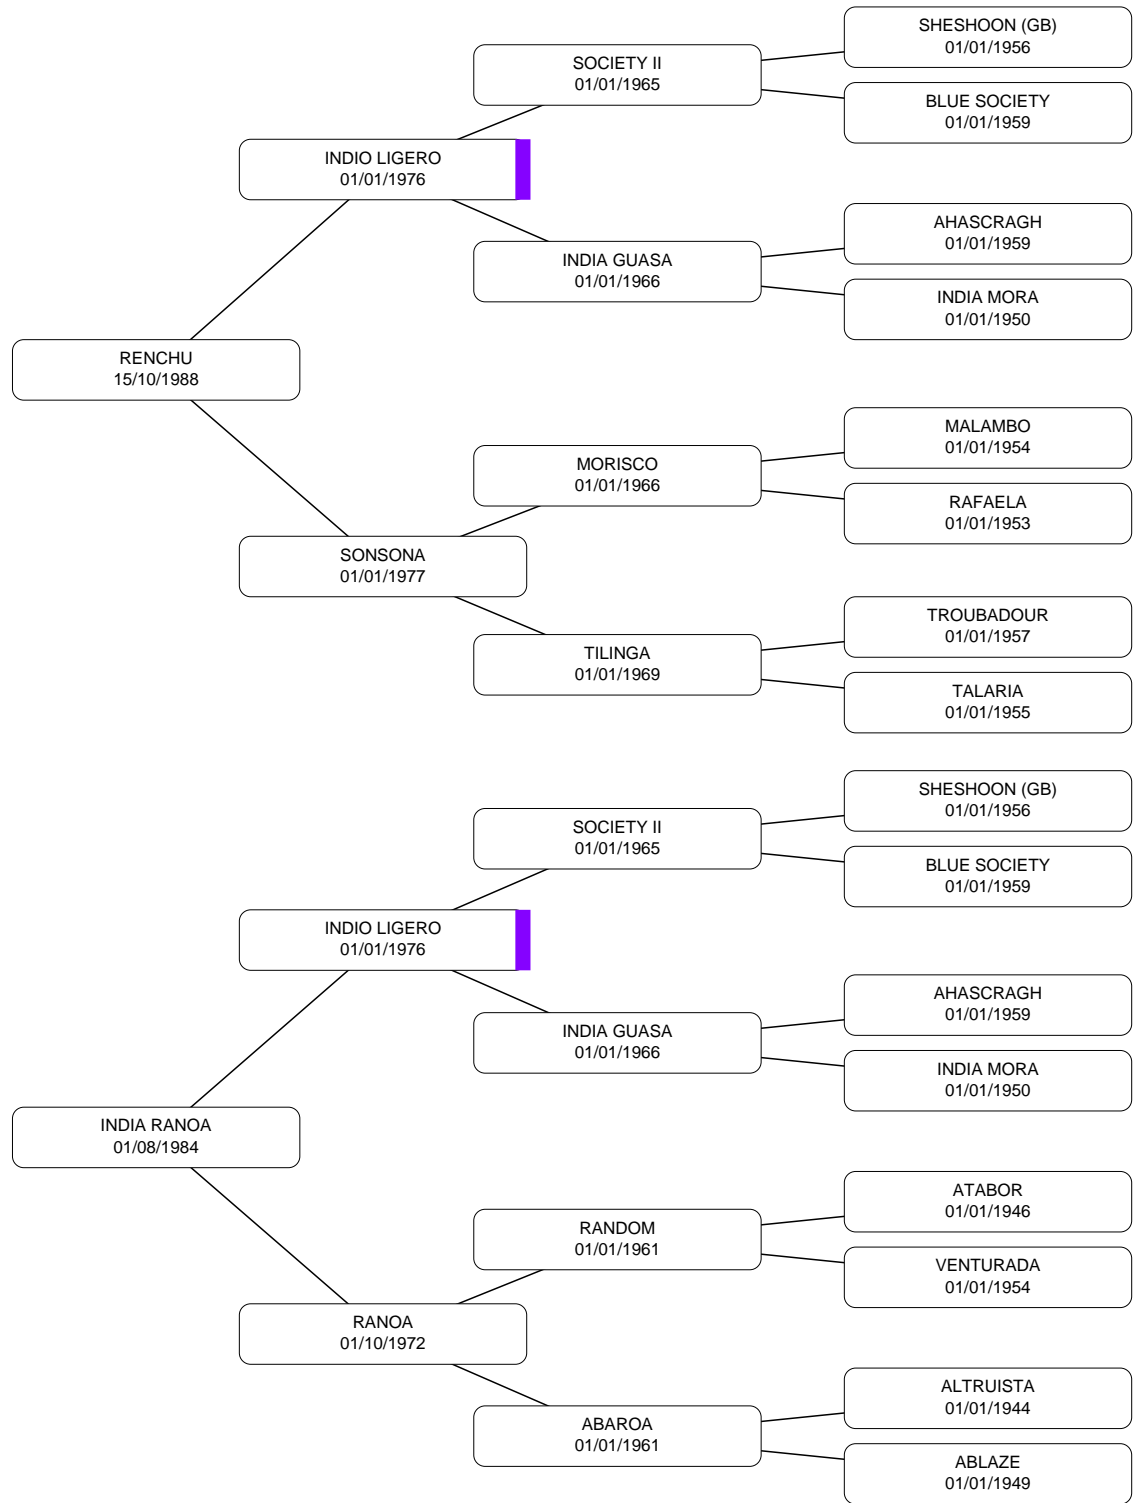 SHESHOON (GB)
01/01/1956
SOCIETY II
01/01/1965
BLUE SOCIETY
01/01/1959
INDIO LIGERO
01/01/1976
AHASCRAGH
01/01/1959
INDIA GUASA
01/01/1966
INDIA MORA
01/01/1950
RENCHU
15/10/1988
MALAMBO
01/01/1954
MORISCO
01/01/1966
RAFAELA
01/01/1953
SONSONA
01/01/1977
TROUBADOUR
01/01/1957
TILINGA
01/01/1969
TALARIA
01/01/1955
SHESHOON (GB)
01/01/1956
SOCIETY II
01/01/1965
BLUE SOCIETY
01/01/1959
INDIO LIGERO
01/01/1976
AHASCRAGH
01/01/1959
INDIA GUASA
01/01/1966
INDIA MORA
01/01/1950
INDIA RANOA
01/08/1984
ATABOR
01/01/1946
RANDOM
01/01/1961
VENTURADA
01/01/1954
RANOA
01/10/1972
ALTRUISTA
01/01/1944
ABAROA
01/01/1961
ABLAZE
01/01/1949